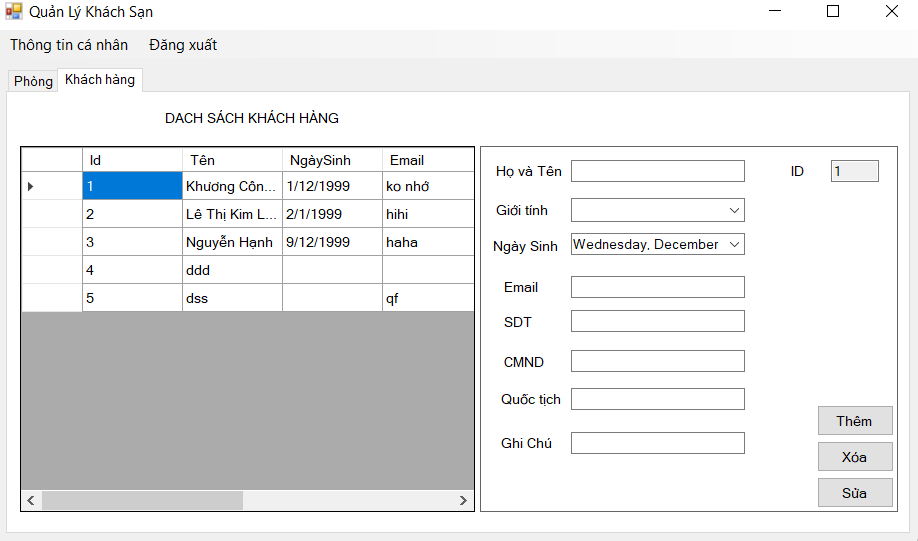 Quản Lý Khách Sạn
Thông tin cá nhân Đăng xuất
Phòng Khách hàng
DACH SÁCH KHÁCH HÀNG
Id Tên NgàySinh Email
1 Khương Côn... 1/12/1999 ko nhớ
2 Lê Thị Kim L... 2/1/1999 hihi
3 Nguyễn Hạnh 9/12/1999 haha
4 ddd
5 dss qf
Họ và Tên ID 1
Giới tính
Ngày Sinh Wednesday, December
Email
SDT
CMND
Quốc tịch
Ghi Chú
Thêm
Xóa
Sửa